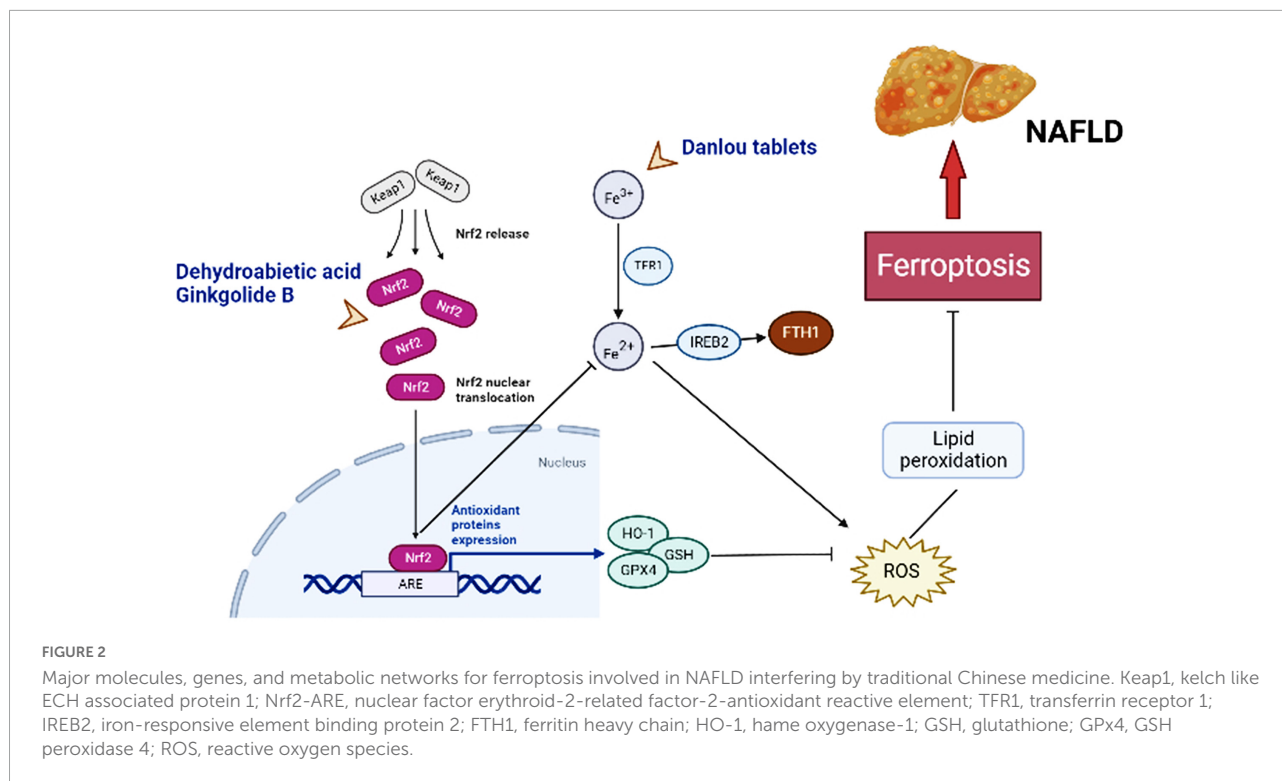 NAFLD
Danlou tablets
Keap1
Keap1
Fe3+
Nrf2 release
TFR1
Ferroptosis
Dehydroabietic acid
Ginkgolide B
Nrf2
Nrf2
Nrf2
Fe2+
IREB2
FTH1
Nrf2
Nrf2 nuclear
translocation
Lipid
peroxidation
Nucleus
Antioxidant
proteins
expression
HO-1
GSH
GPX4
Nrf2
ARE
ROS
FIGURE 2
Major molecules, genes, and metabolic networks for ferroptosis involved in NAFLD interfering by traditional Chinese medicine. Keap1, kelch like
ECH associated protein 1; Nrf2-ARE, nuclear factor erythroid-2-related factor-2-antioxidant reactive element; TFR1, transferrin receptor 1;
IREB2, iron-responsive element binding protein 2; FTH1, ferritin heavy chain; HO-1, hame oxygenase-1; GSH, glutathione; GPx4, GSH
peroxidase 4; ROS, reactive oxygen species.